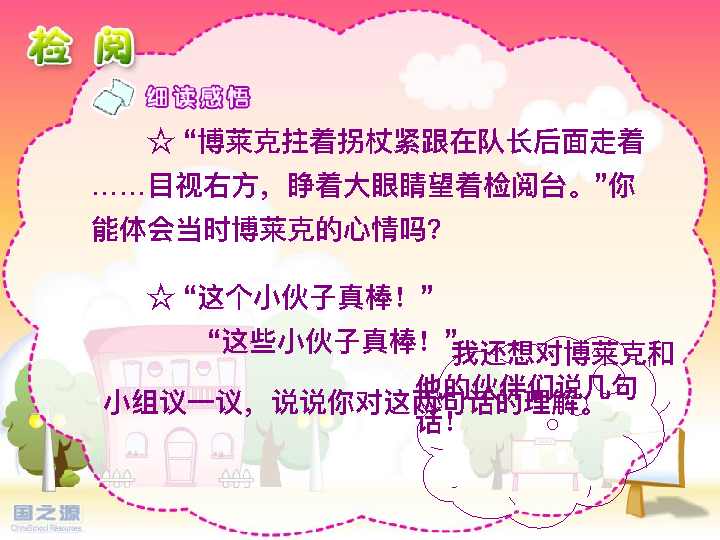 检 阅
细读感悟
☆ “博莱克拄着拐杖紧跟在队长后面走着
……目视右方，睁着大眼睛望着检阅台。”你
能体会当时博莱克的心情吗?
☆ “这个小伙子真棒！”
“这些小伙子真棒！”
我还想对博莱克和
他的伙伴们说几句
话！
小组议一议，说说你对这两句话的理解。
国之源
ChinaSchool Resources